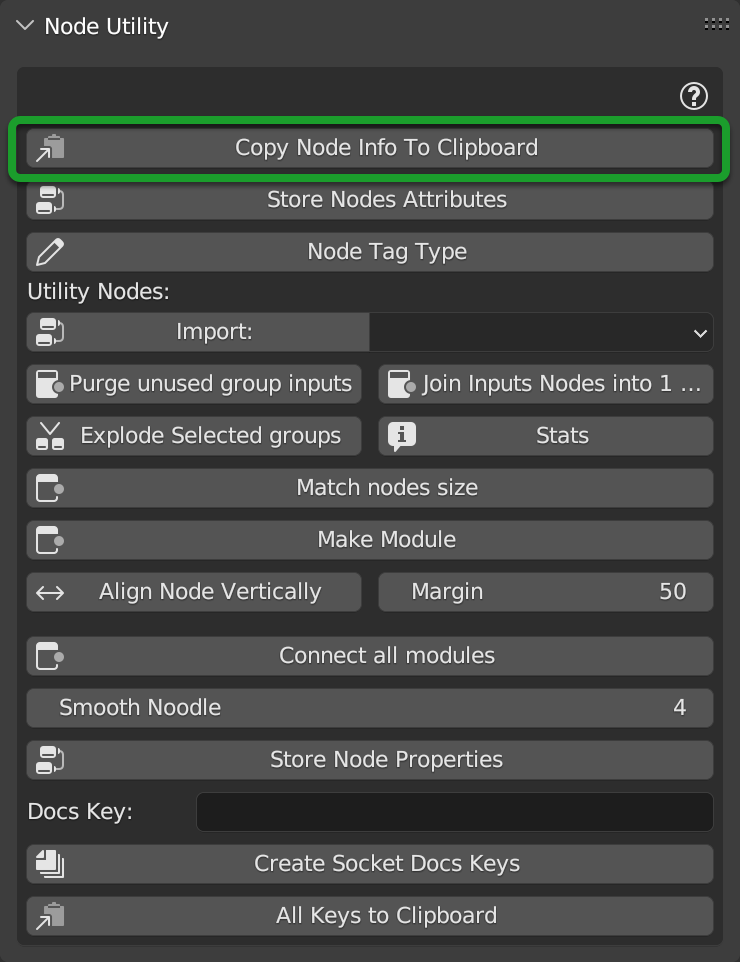 Node Utility
?
Copy Node Info To Clipboard
Store Nodes Attributes
Node Tag Type
Utility Nodes:
Import:
Purge unused group inputs
Join Inputs Nodes into 1 ...
Explode Selected groups
Stats
Match nodes size
Make Module
Align Node Vertically
Margin 50
Connect all modules
Smooth Noodle 4
Store Node Properties
Docs Key:
Create Socket Docs Keys
All Keys to Clipboard